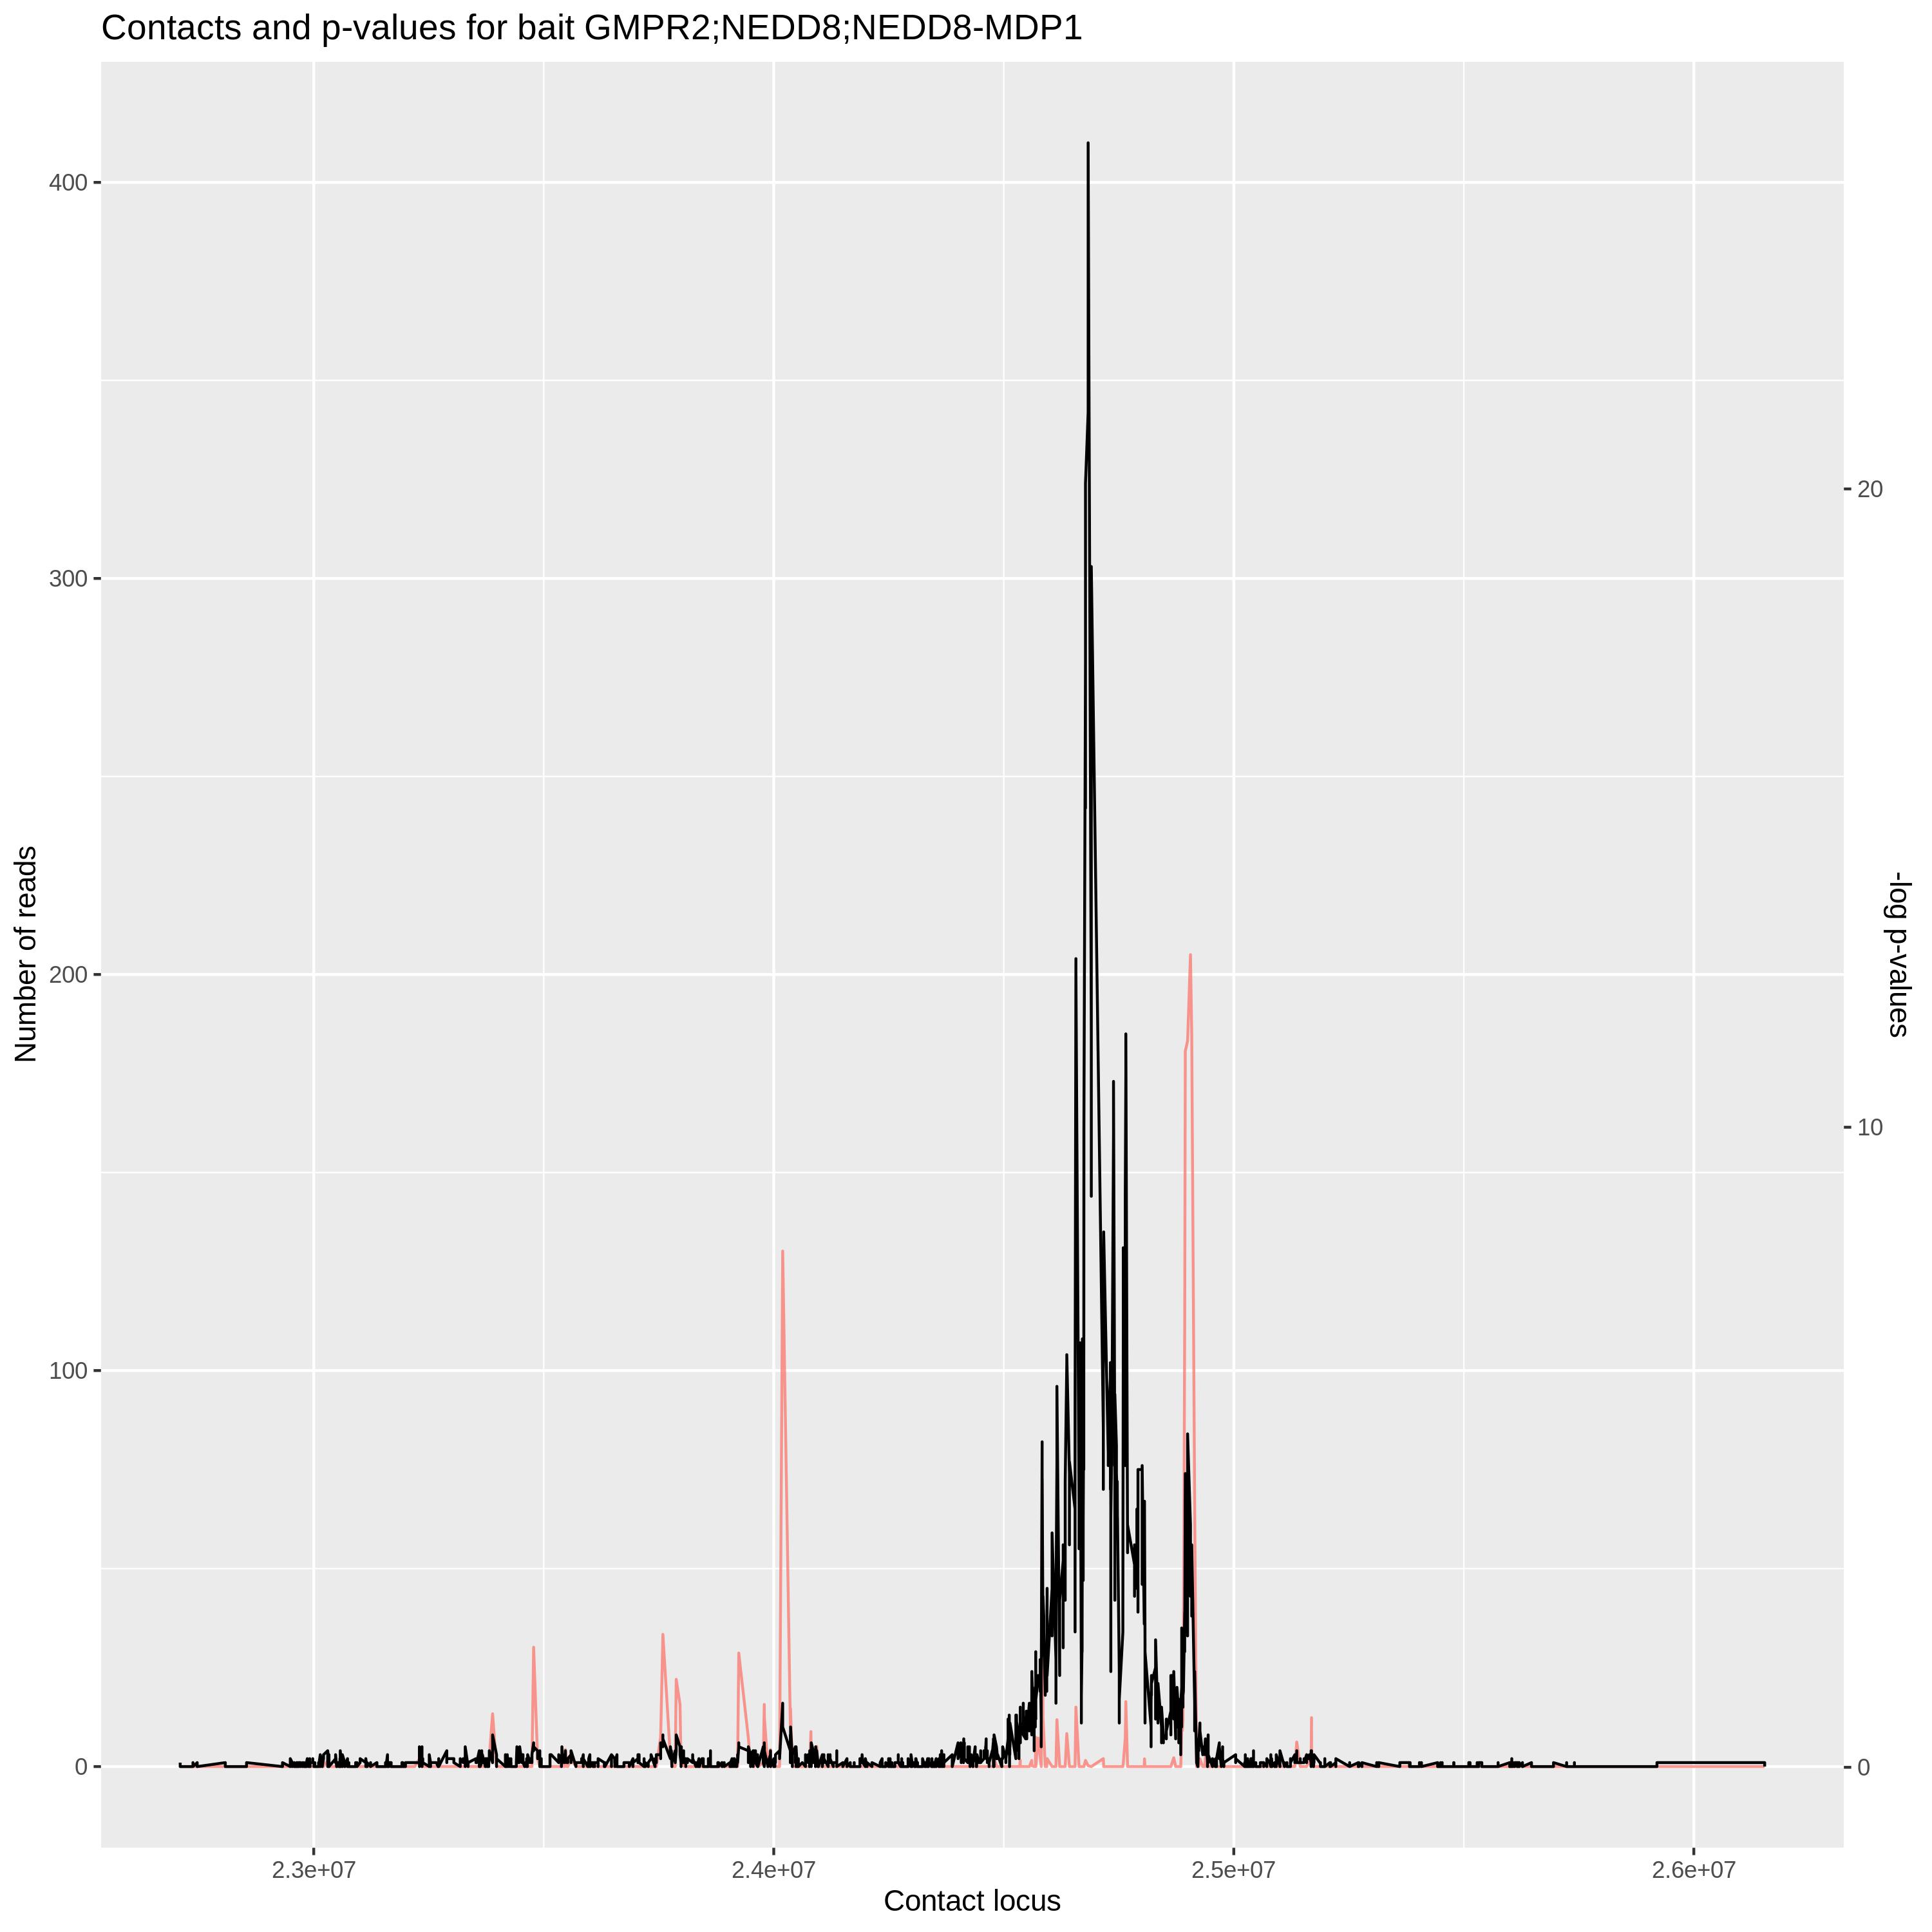 Contacts and p-values for bait GMPR2;NEDD8;NEDD8-MDP1
Number of reads
400
300
200
100
0
20
10
0
-log p-values
2.3e+07
2.4e+07
2.5e+07
2.6e+07
Contact locus